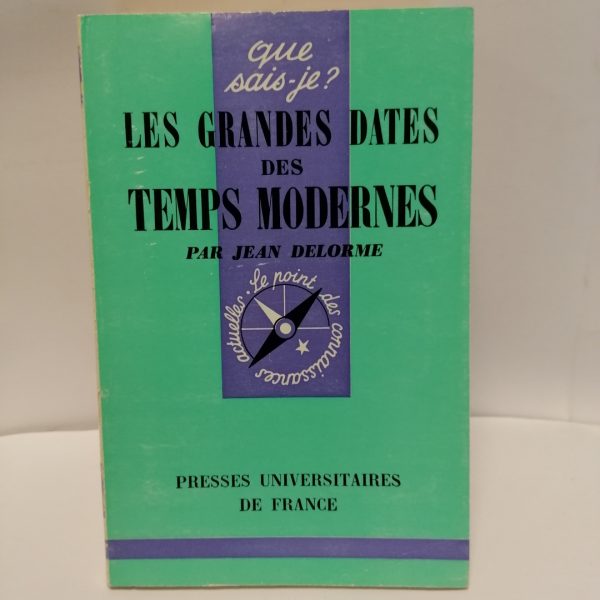 que
sais-je?
LES GRANDES DATES
DES
TEMPS MODERNES
PAR JEAN DELORME
Le point des connaissances actuelles.
PRESSES UNIVERSITAIRES
DE FRANCE